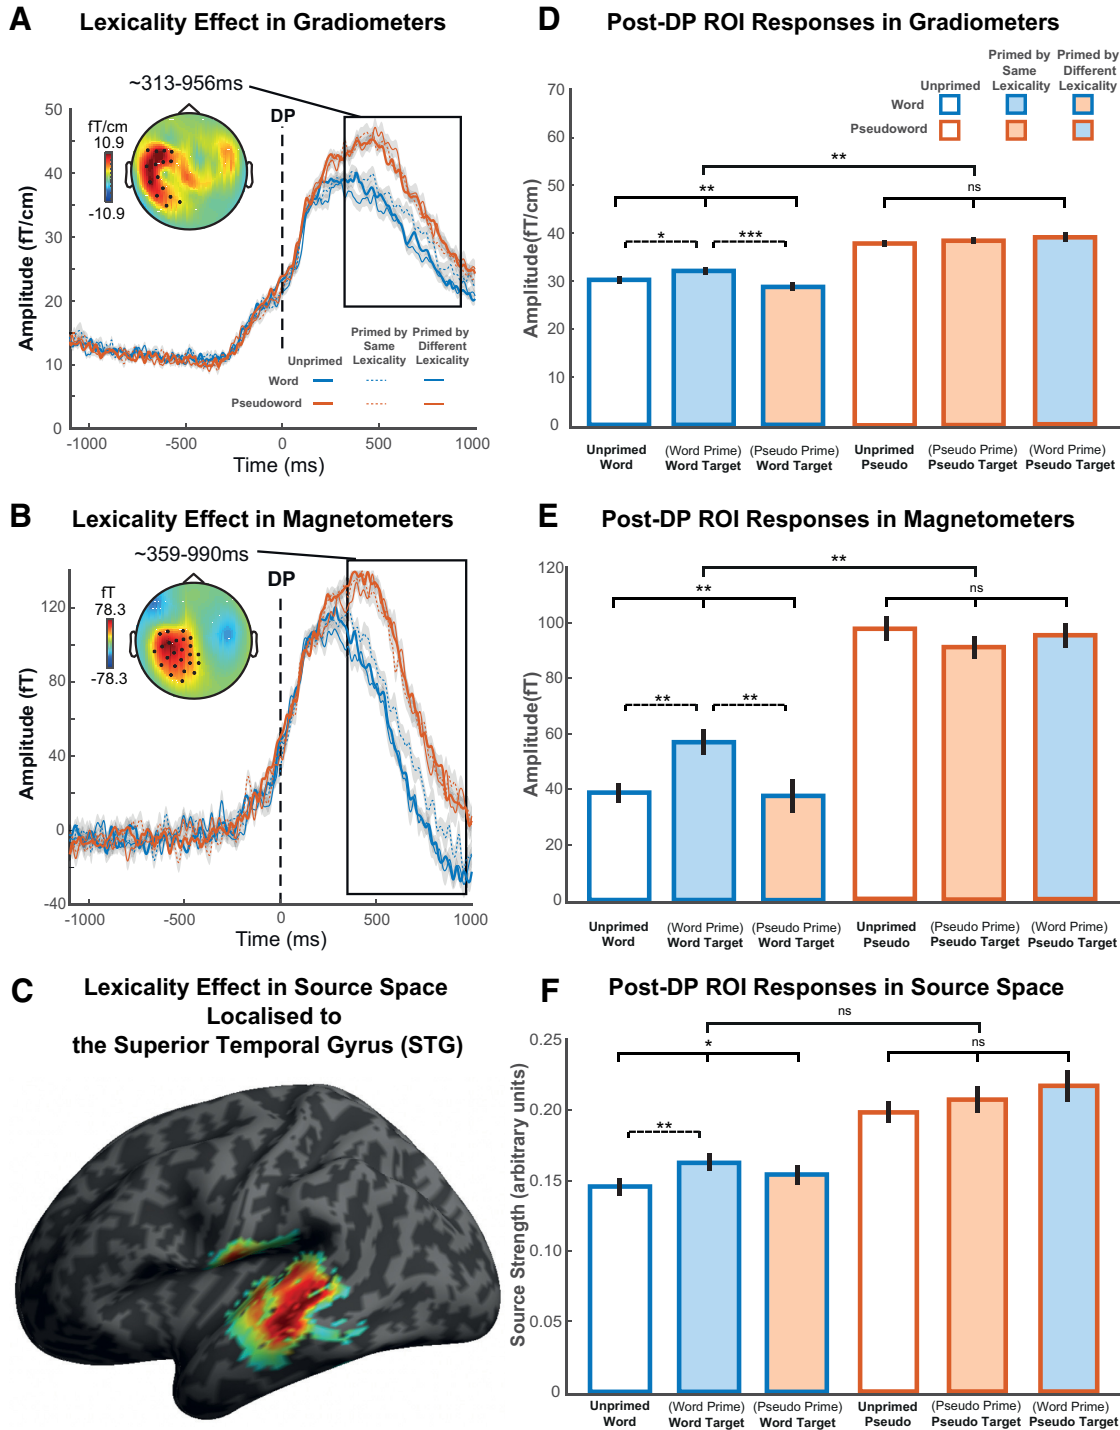 A Lexicality Effect in Gradiometers
~313-956ms
DP
fT/cm
10.9
-10.9
50
40
30
20
10
0
Amplitude (fT/cm)
Unprimed
Primed by
Same
Lexicality
Primed by
Different
Lexicality
Word
Pseudoword
-1000 -500 0 500 1000
Time (ms)
D Post-DP ROI Responses in Gradiometers
Unprimed
Primed by
Same
Lexicality
Primed by
Different
Lexicality
Word
Pseudoword
70
60
50
40
30
20
10
0
Amplitude(fT/cm)
**
** ns
* ***
Unprimed
Word
(Word Prime)
Word Target
(Pseudo Prime)
Word Target
Unprimed
Pseudo
(Pseudo Prime)
Pseudo Target
(Word Prime)
Pseudo Target
B Lexicality Effect in Magnetometers
~359-990ms
DP
fT
78.3
-78.3
120
80
40
0
-40
Amplitude (fT)
-1000 -500 0 500 1000
Time (ms)
E Post-DP ROI Responses in Magnetometers
120
100
80
60
40
20
0
Amplitude(fT)
**
** ns
** **
Unprimed
Word
(Word Prime)
Word Target
(Pseudo Prime)
Word Target
Unprimed
Pseudo
(Pseudo Prime)
Pseudo Target
(Word Prime)
Pseudo Target
C Lexicality Effect in Source Space
Localised to
the Superior Temporal Gyrus (STG)
F Post-DP ROI Responses in Source Space
0.25
0.20
0.15
0.10
0.05
0
Source Strength (arbitrary units)
ns
* ns
**
Unprimed
Word
(Word Prime)
Word Target
(Pseudo Prime)
Word Target
Unprimed
Pseudo
(Pseudo Prime)
Pseudo Target
(Word Prime)
Pseudo Target